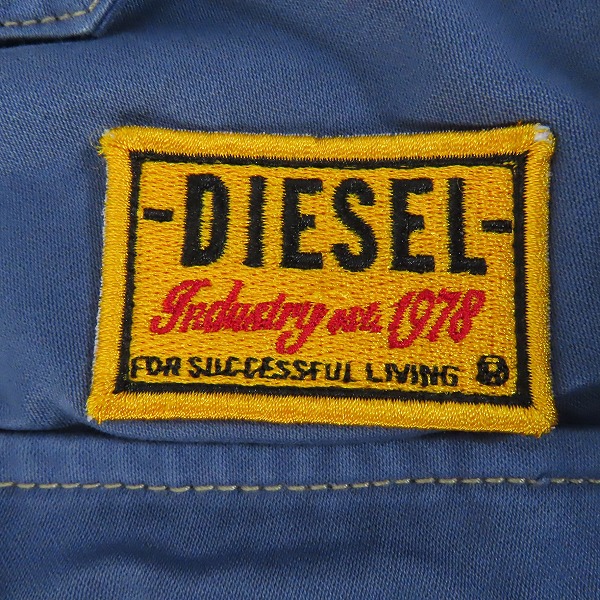 -DIESEL-
Industry est. 1978
FOR SUCCESSFUL LIVING